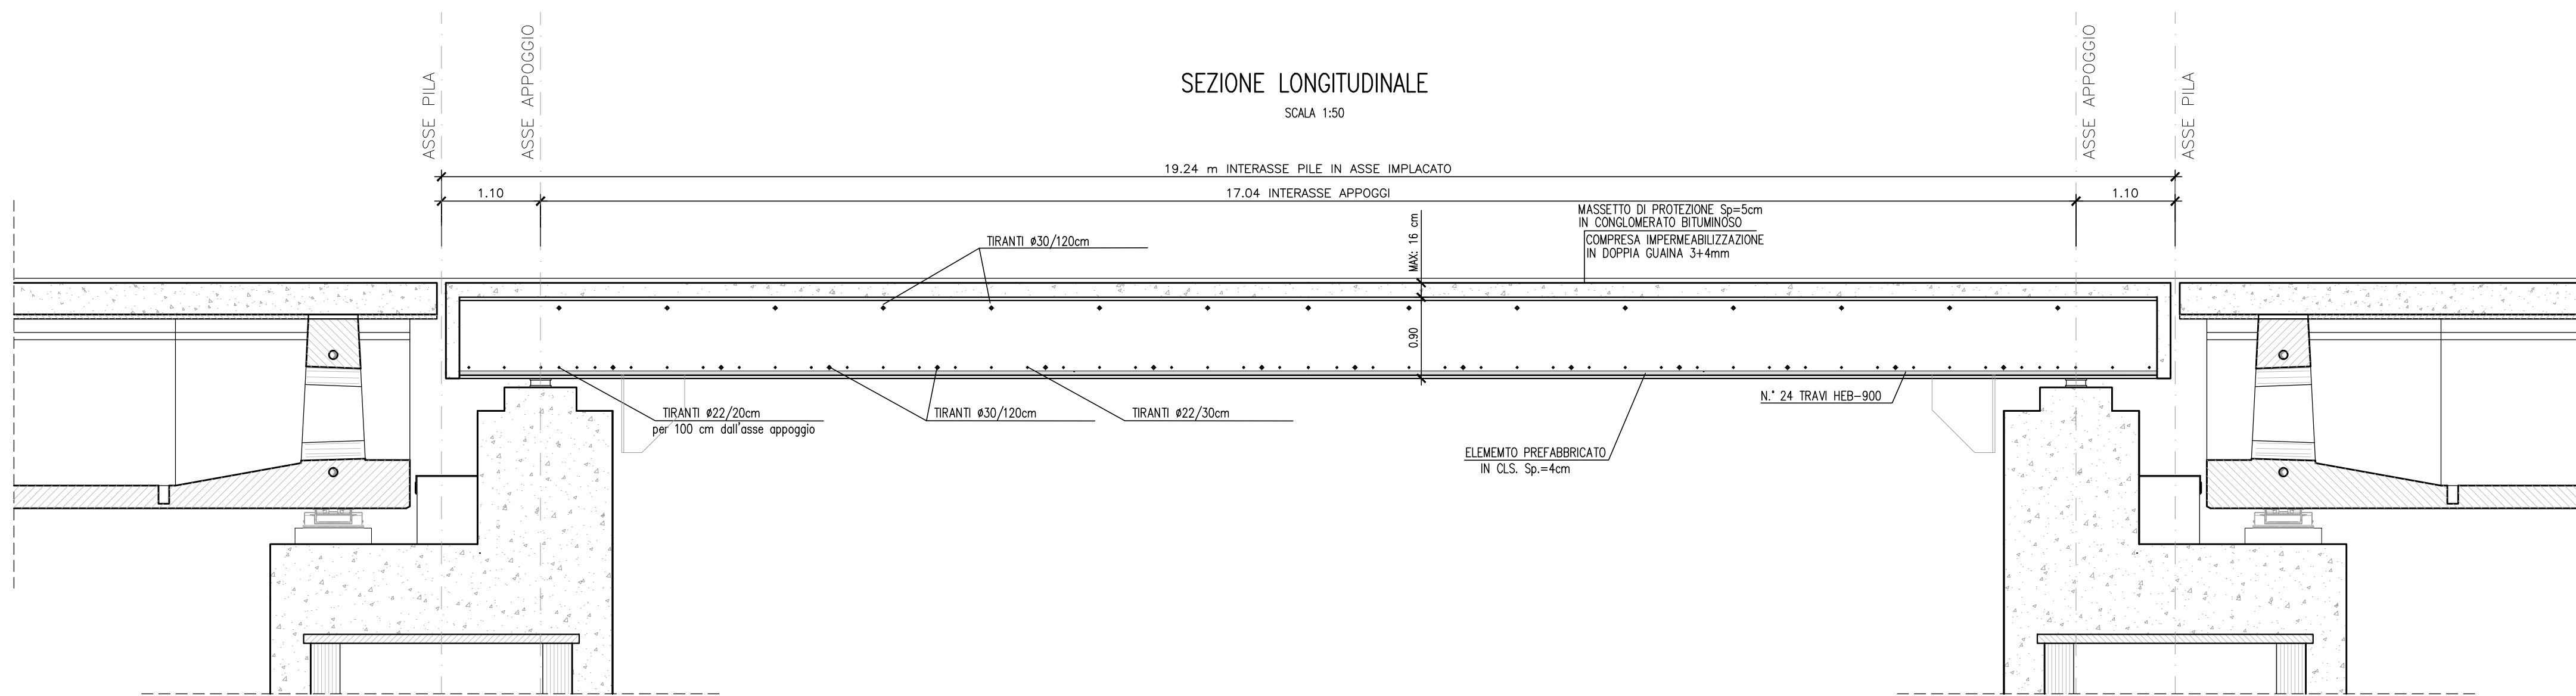 SEZIONE LONGITUDINALE
SCALA 1:50
ASSE PILA
ASSE APPOGGIO
ASSE APPOGGIO
ASSE PILA
19.24 m INTERASSE PILE IN ASSE IMPLACATO
1.10
17.04 INTERASSE APPOGGI
1.10
MASSETTO DI PROTEZIONE Sp=5cm
IN CONGLOMERATO BITUMINOSO
COMPRESA IMPERMEABILIZZAZIONE
IN DOPPIA GUAINA 3+4mm
MAX: 16 cm
TIRANTI ø30/120cm
0.90
TIRANTI ø22/20cm
per 100 cm dall'asse appoggio
TIRANTI ø30/120cm
TIRANTI ø22/30cm
N.° 24 TRAVI HEB-900
ELEMEMTO PREFABBRICATO
IN CLS. Sp.=4cm